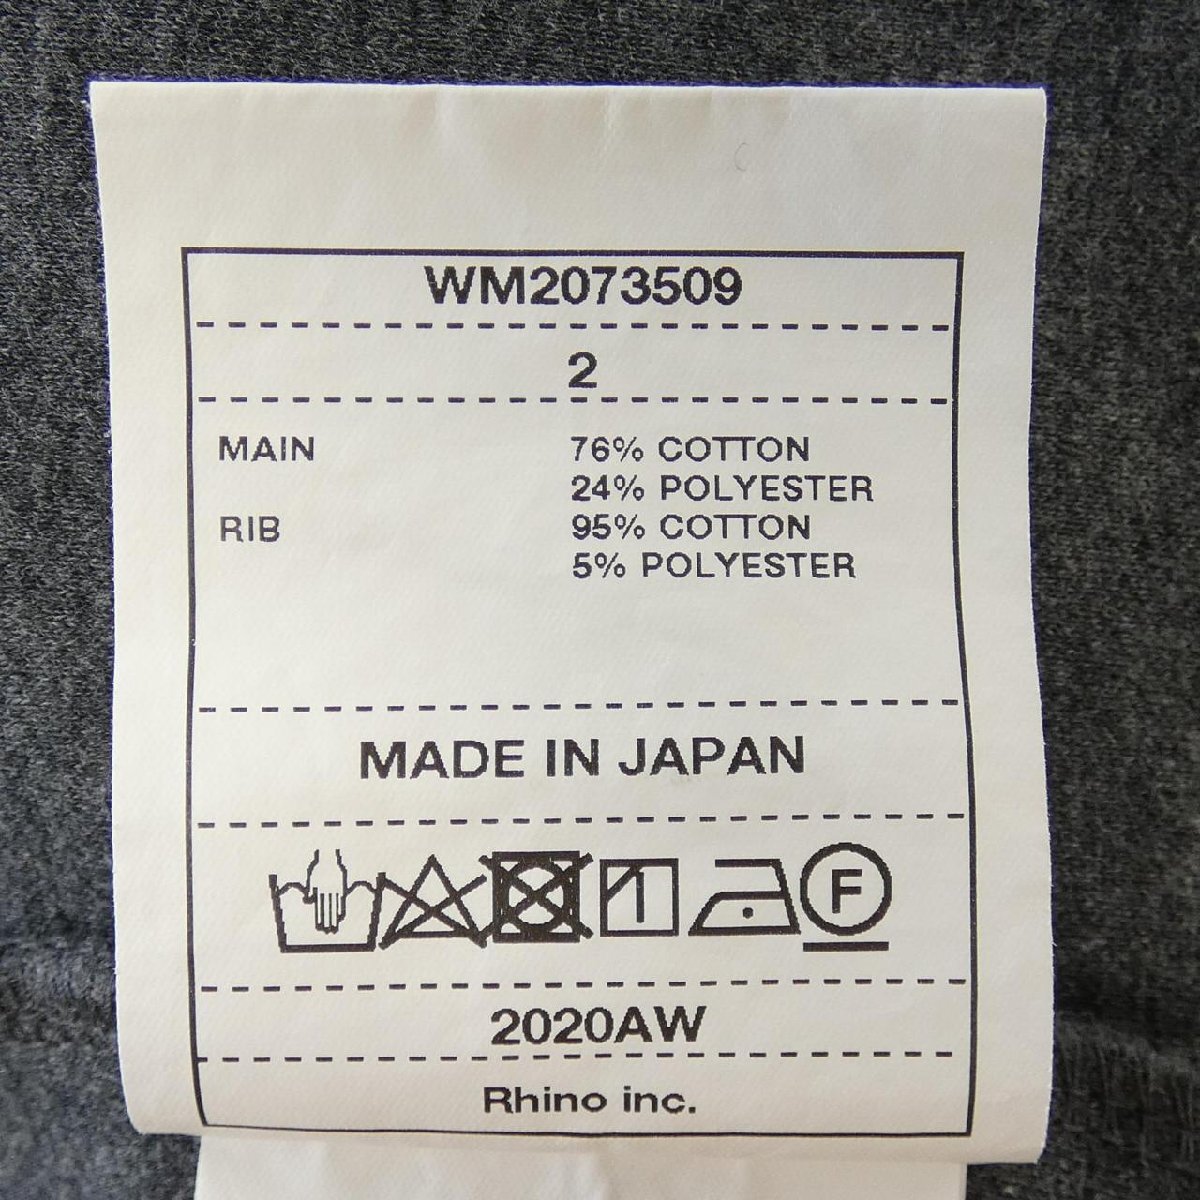 WM2073509
2
MAIN 76% COTTON
24% POLYESTER
RIB 95% COTTON
5% POLYESTER
MADE IN JAPAN
F
2020AW
Rhino inc.